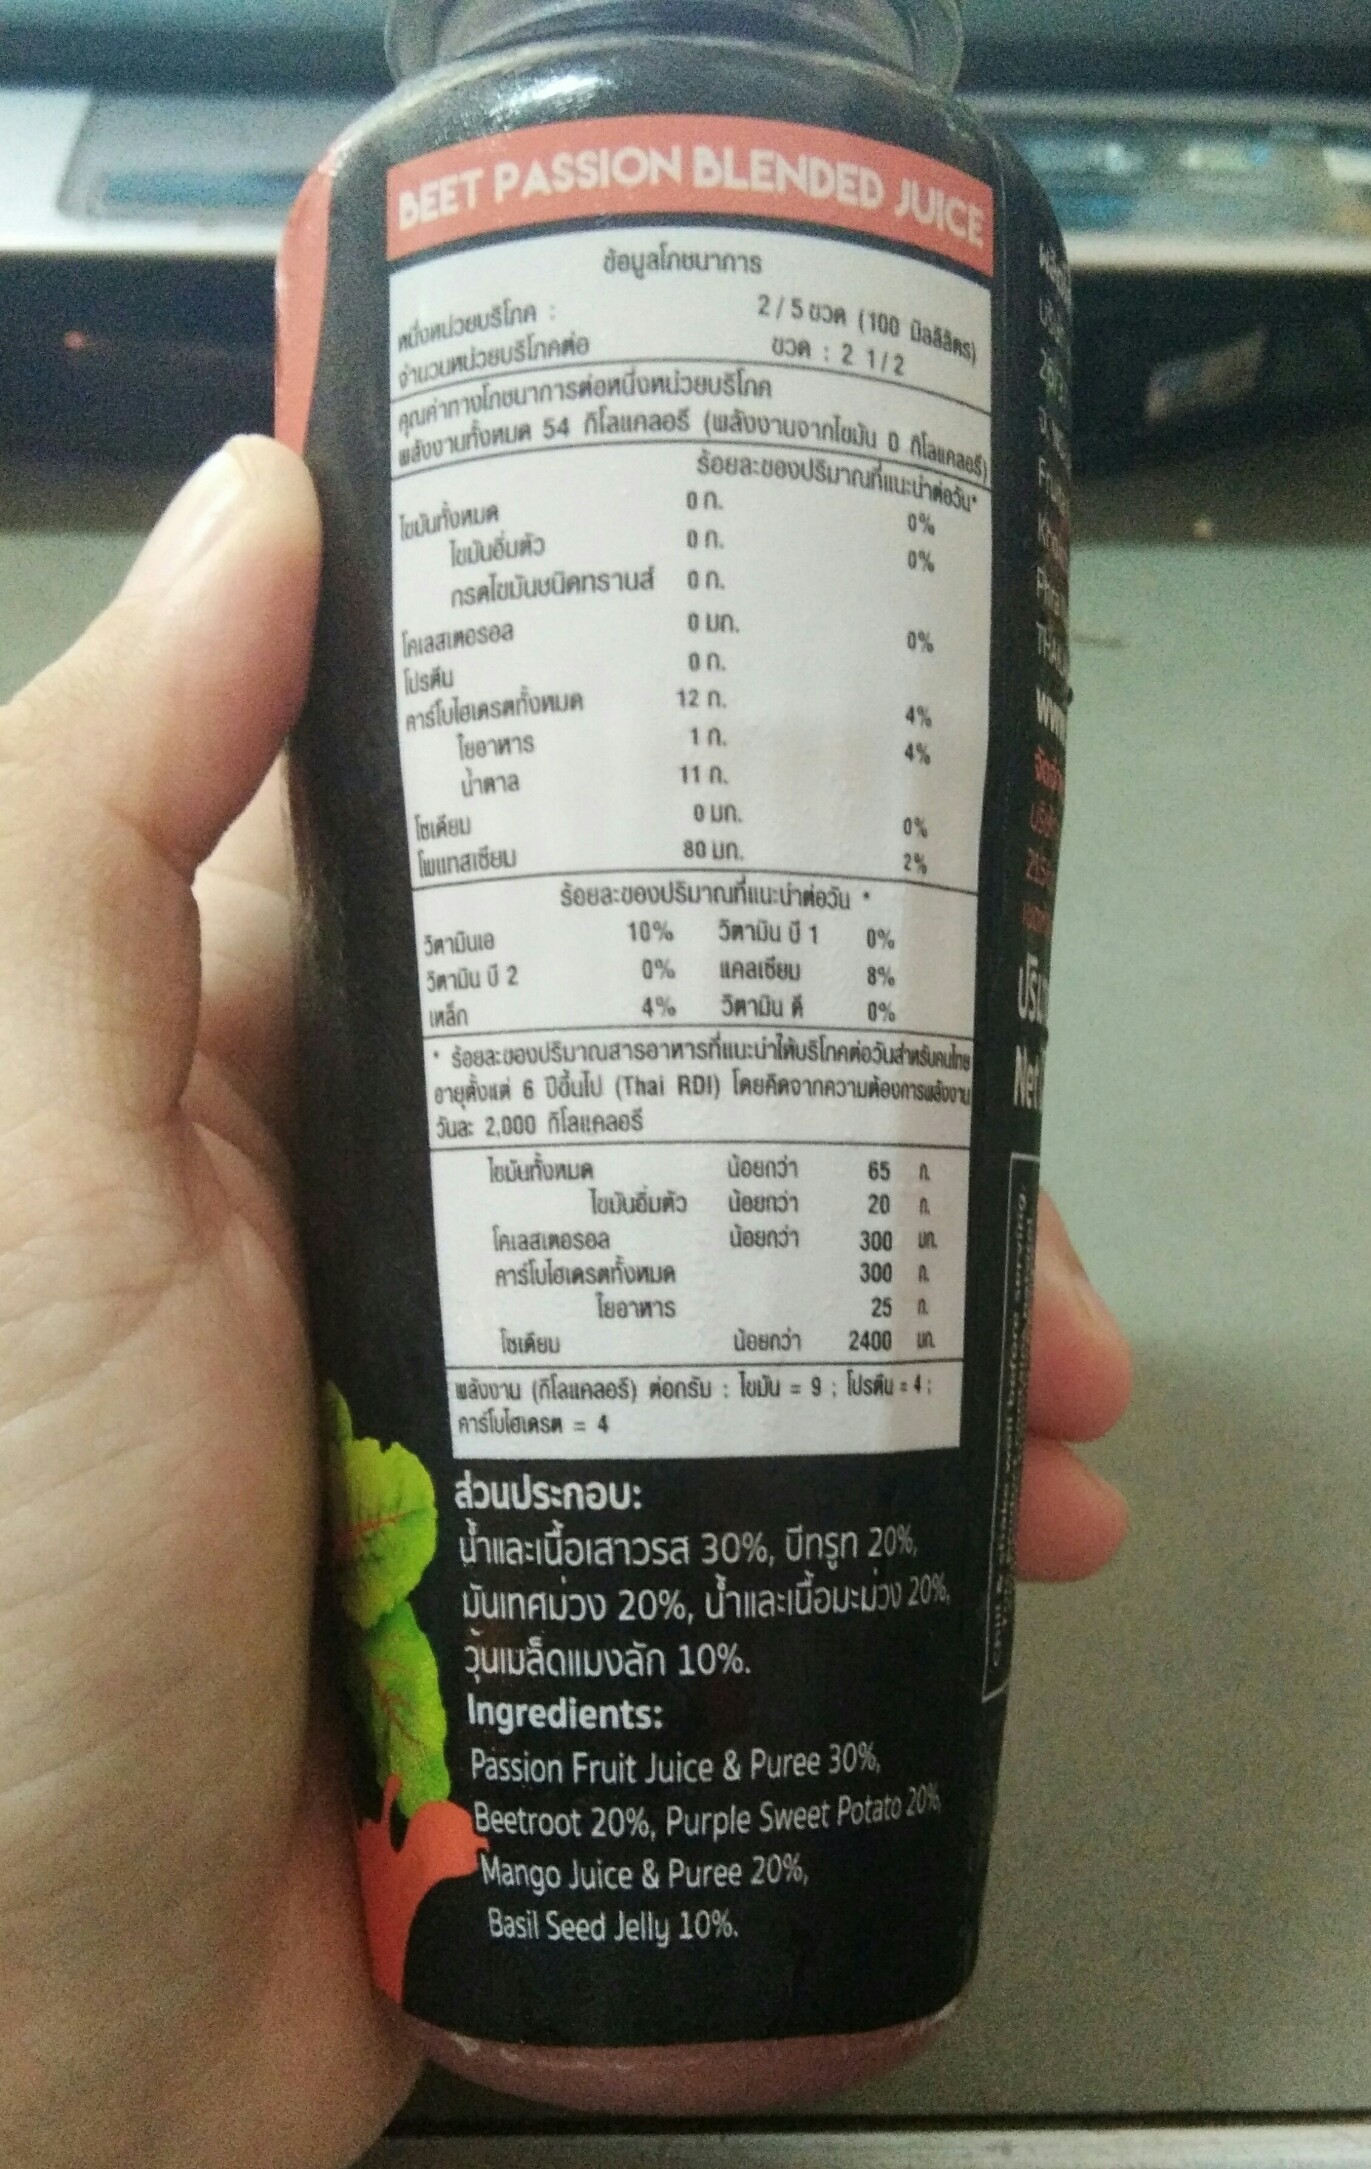 BEET PASSION BLENDED JUICE
ข้อมูลโภชนาการ
หนึ่งหน่วยบริโภค : 2 / 5 ขวด (100 มิลลิลิตร)
จำนวนหน่วยบริโภคต่อ ขวด : 2 1/2
คุณค่าทางโภชนาการต่อหนึ่งหน่วยบริโภค
พลังงานทั้งหมด 54 กิโลแคลอรี (พลังงานจากไขมัน 0 กิโลแคลอรี)
ร้อยละของปริมาณที่แนะนำต่อวัน*
ไขมันทั้งหมด 0 ก. 0%
ไขมันอิ่มตัว 0 ก. 0%
กรดไขมันชนิดทรานส์ 0 ก.
โคเลสเตอรอล 0 มก. 0%
โปรตีน 0 ก.
คาร์โบไฮเดรตทั้งหมด 12 ก. 4%
ใยอาหาร 1 ก. 4%
น้ำตาล 11 ก.
โซเดียม 0 มก. 0%
โพแทสเซียม 80 มก. 2%
ร้อยละของปริมาณที่แนะนำต่อวัน *
วิตามินเอ 10% วิตามิน บี 1 0%
วิตามิน บี 2 0% แคลเซียม 8%
เหล็ก 4% วิตามิน ดี 0%
* ร้อยละของปริมาณสารอาหารที่แนะนำให้บริโภคต่อวันสำหรับคนไทย
อายุตั้งแต่ 6 ปีขึ้นไป (Thai RDI) โดยคิดจากความต้องการพลังงาน
วันละ 2,000 กิโลแคลอรี
ไขมันทั้งหมด น้อยกว่า 65 ก.
ไขมันอิ่มตัว น้อยกว่า 20 ก.
โคเลสเตอรอล น้อยกว่า 300 มก.
คาร์โบไฮเดรตทั้งหมด 300 ก.
ใยอาหาร 25 ก.
โซเดียม น้อยกว่า 2400 มก.
พลังงาน (กิโลแคลอรี) ต่อกรัม : ไขมัน = 9 ; โปรตีน = 4 ;
คาร์โบไฮเดรต = 4
ส่วนประกอบ:
น้ำและเนื้อเสาวรส 30%, บีทรูท 20%,
มันเทศม่วง 20%, น้ำและเนื้อมะม่วง 20%,
วุ้นเมล็ดแมงลัก 10%.
Ingredients:
Passion Fruit Juice & Puree 30%,
Beetroot 20%, Purple Sweet Potato 20%,
Mango Juice & Puree 20%,
Basil Seed Jelly 10%.
Chill & Shake well before serving
Net